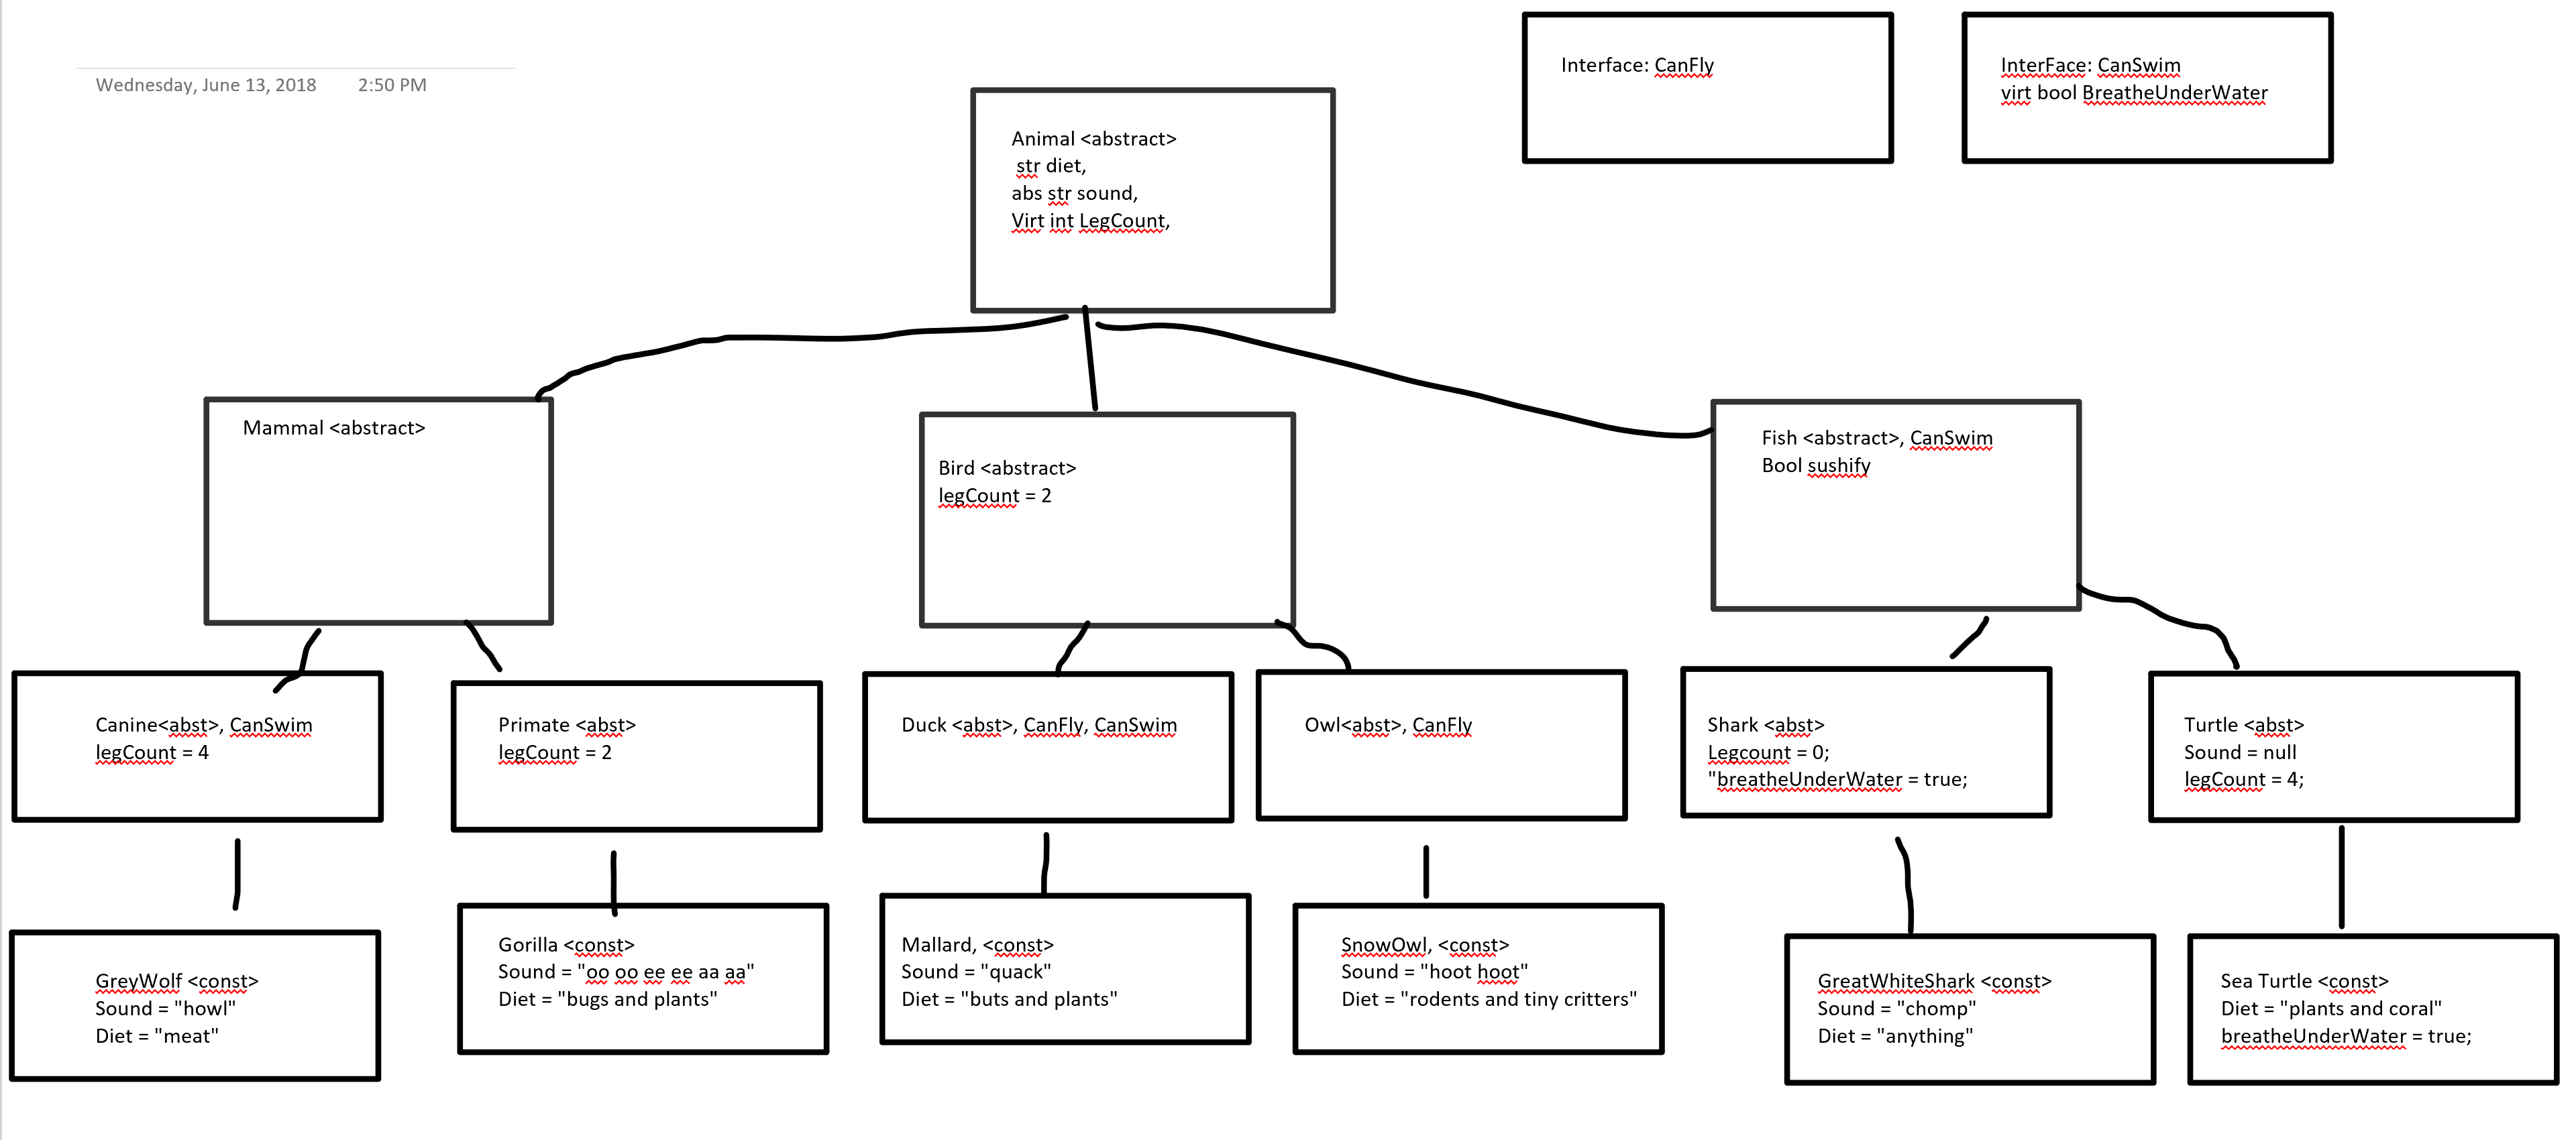 Wednesday, June 13, 2018 2:50 PM
Interface: CanFly
InterFace: CanSwim
virt bool BreatheUnderWater
Animal <abstract>
str diet,
abs str sound,
Virt int LegCount,
Mammal <abstract>
Bird <abstract>
legCount = 2
Fish <abstract>, CanSwim
Bool sushify
Canine<abst>, CanSwim
legCount = 4
Primate <abst>
legCount = 2
Duck <abst>, CanFly, CanSwim
Owl<abst>, CanFly
Shark <abst>
Legcount = 0;
"breatheUnderWater = true;
Turtle <abst>
Sound = null
legCount = 4;
GreyWolf <const>
Sound = "howl"
Diet = "meat"
Gorilla <const>
Sound = "oo oo ee ee aa aa"
Diet = "bugs and plants"
Mallard, <const>
Sound = "quack"
Diet = "buts and plants"
SnowOwl, <const>
Sound = "hoot hoot"
Diet = "rodents and tiny critters"
GreatWhiteShark <const>
Sound = "chomp"
Diet = "anything"
Sea Turtle <const>
Diet = "plants and coral"
breatheUnderWater = true;